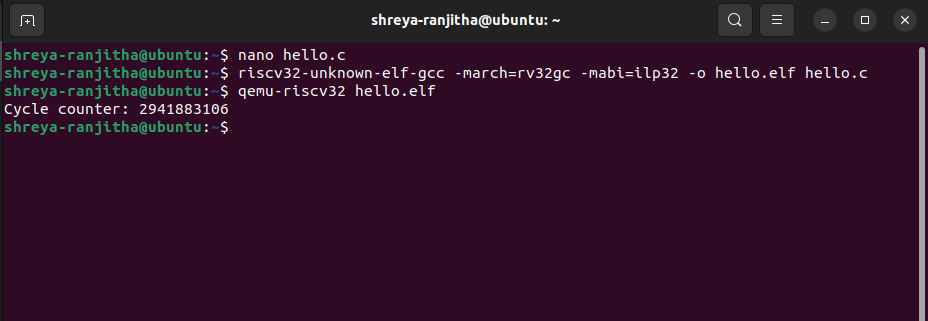 shreya-ranjitha@ubuntu: ~
shreya-ranjitha@ubuntu:~$ nano hello.c
shreya-ranjitha@ubuntu:~$ riscv32-unknown-elf-gcc -march=rv32gc -mabi=ilp32 -o hello.elf hello.c
shreya-ranjitha@ubuntu:~$ qemu-riscv32 hello.elf
Cycle counter: 2941883106
shreya-ranjitha@ubuntu:~$